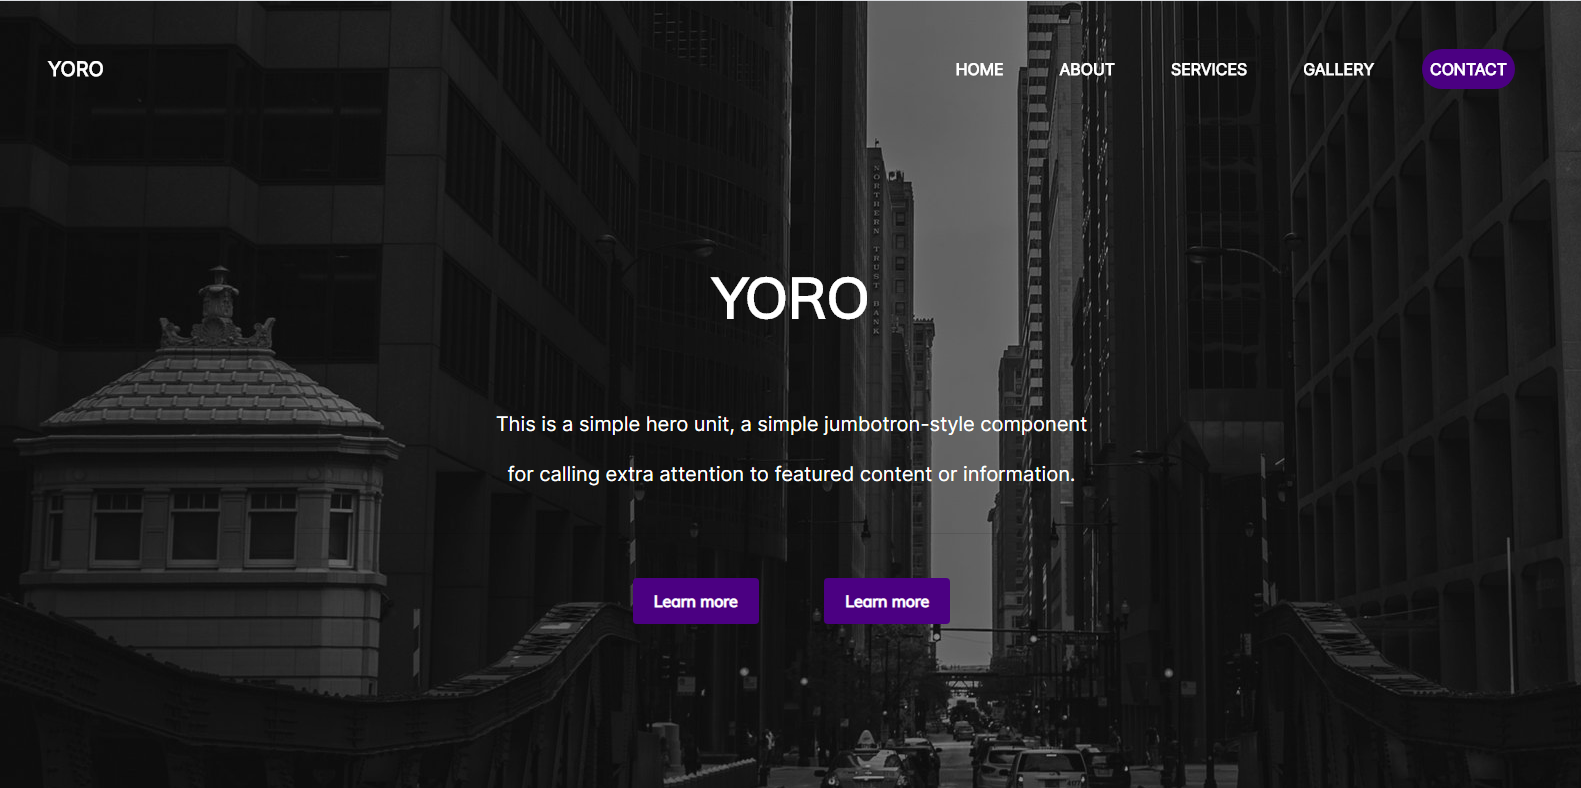 YORO
HOME ABOUT SERVICES GALLERY CONTACT
NORTHERN TRUST BANK
YORO
This is a simple hero unit, a simple jumbotron-style component
for calling extra attention to featured content or information.
Learn more Learn more